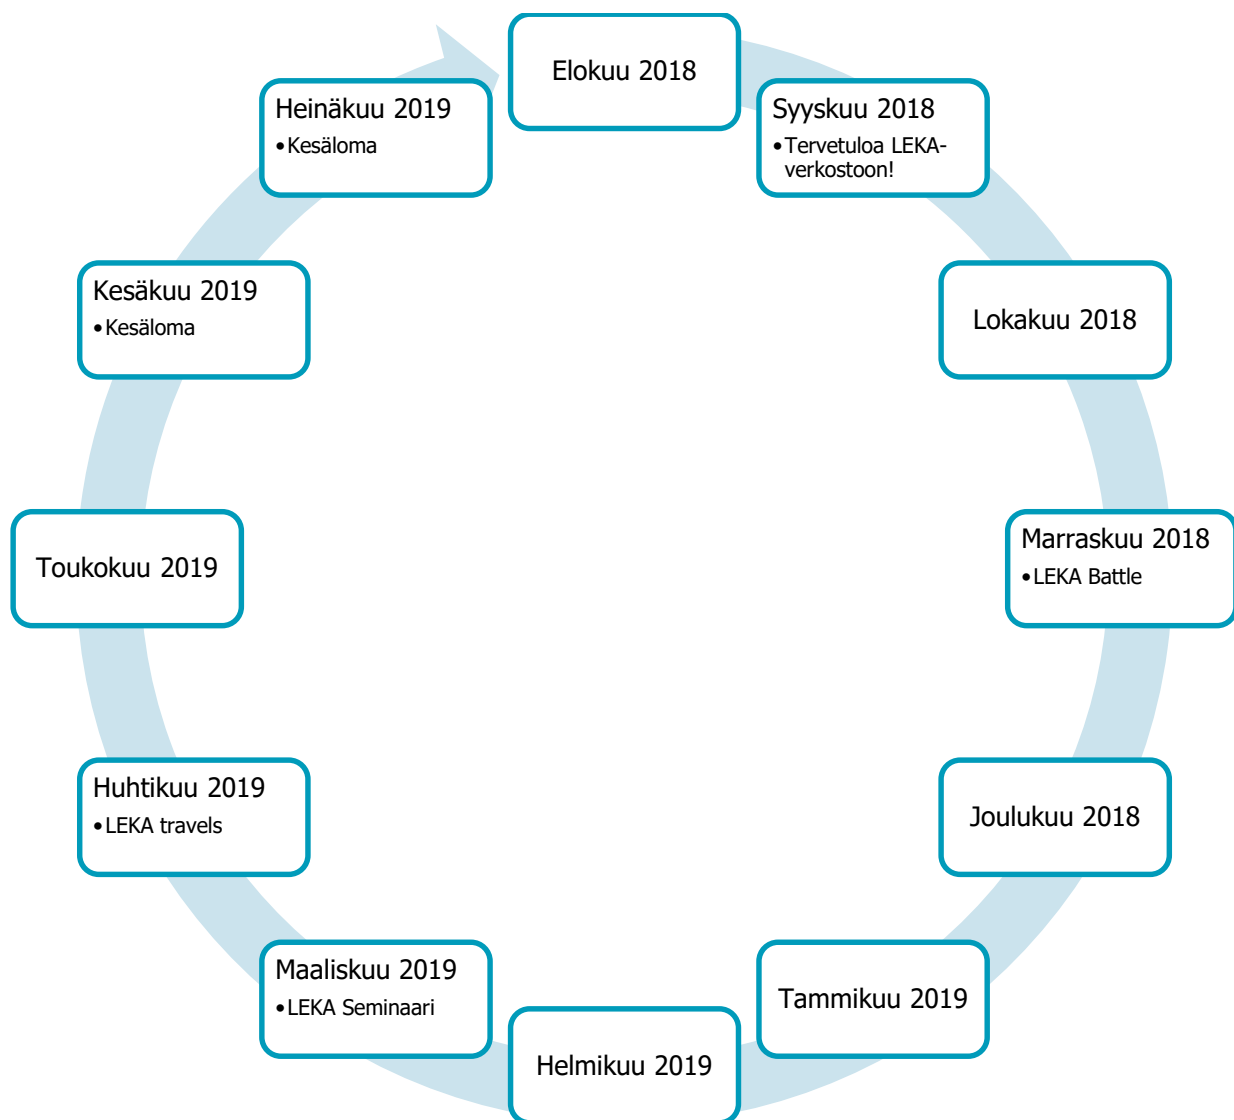 Elokuu 2018
Syyskuu 2018
•Tervetuloa LEKA-
verkostoon!
Lokakuu 2018
Marraskuu 2018
•LEKA Battle
Joulukuu 2018
Tammikuu 2019
Helmikuu 2019
Maaliskuu 2019
•LEKA Seminaari
Huhtikuu 2019
•LEKA travels
Toukokuu 2019
Kesäkuu 2019
•Kesäloma
Heinäkuu 2019
•Kesäloma